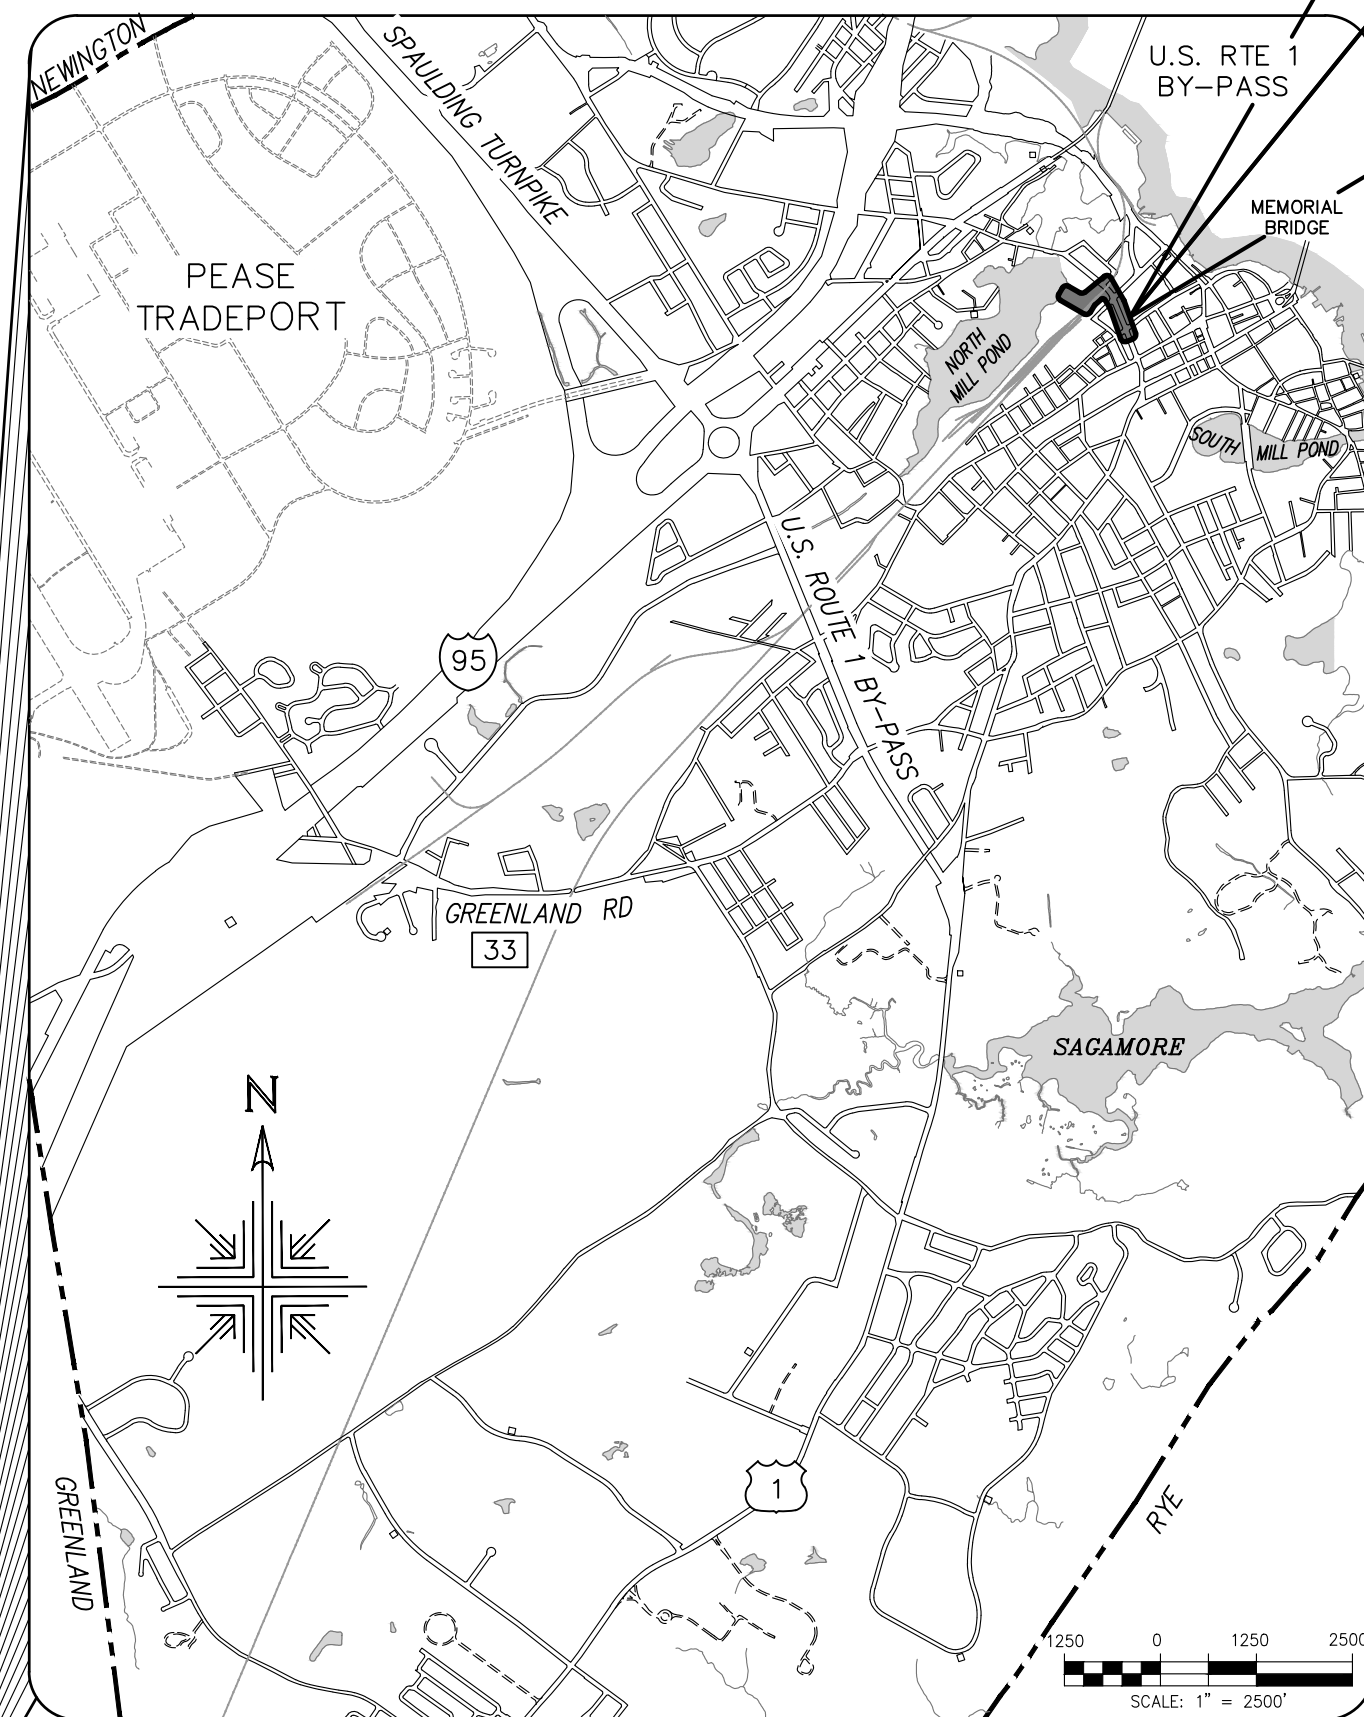 NEWINGTON
SPAULDING TURNPIKE
U.S. RTE 1
BY-PASS
MEMORIAL
BRIDGE
PEASE
TRADEPORT
NORTH
MILL POND
SOUTH MILL POND
U.S. ROUTE 1 BY-PASS
95
GREENLAND RD
33
SAGAMORE
N
1
GREENLAND
RYE
1250 0 1250 2500
SCALE: 1" = 2500'